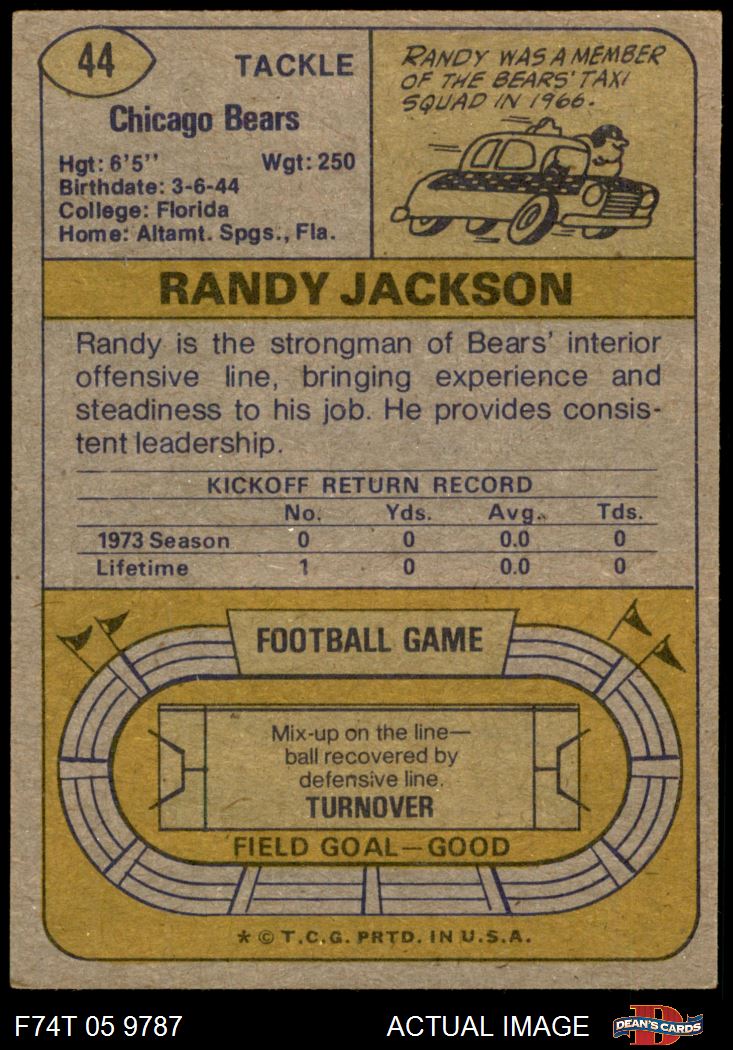 44
TACKLE
Chicago Bears
Hgt: 6'5'' Wgt: 250
Birthdate: 3-6-44
College: Florida
Home: Altamt. Spgs., Fla.
RANDY WAS A MEMBER
OF THE BEARS' TAXI
SQUAD IN 1966.
RANDY JACKSON
Randy is the strongman of Bears' interior
offensive line, bringing experience and
steadiness to his job. He provides consis-
tent leadership.
KICKOFF RETURN RECORD
No. Yds. Avg. Tds.
1973 Season 0 0 0.0 0
Lifetime 1 0 0.0 0
FOOTBALL GAME
Mix-up on the line—
ball recovered by
defensive line.
TURNOVER
FIELD GOAL—GOOD
* © T.C.G. PRTD. IN U.S.A.
F74T 05 9787 ACTUAL IMAGE
D
DEAN'S CARDS